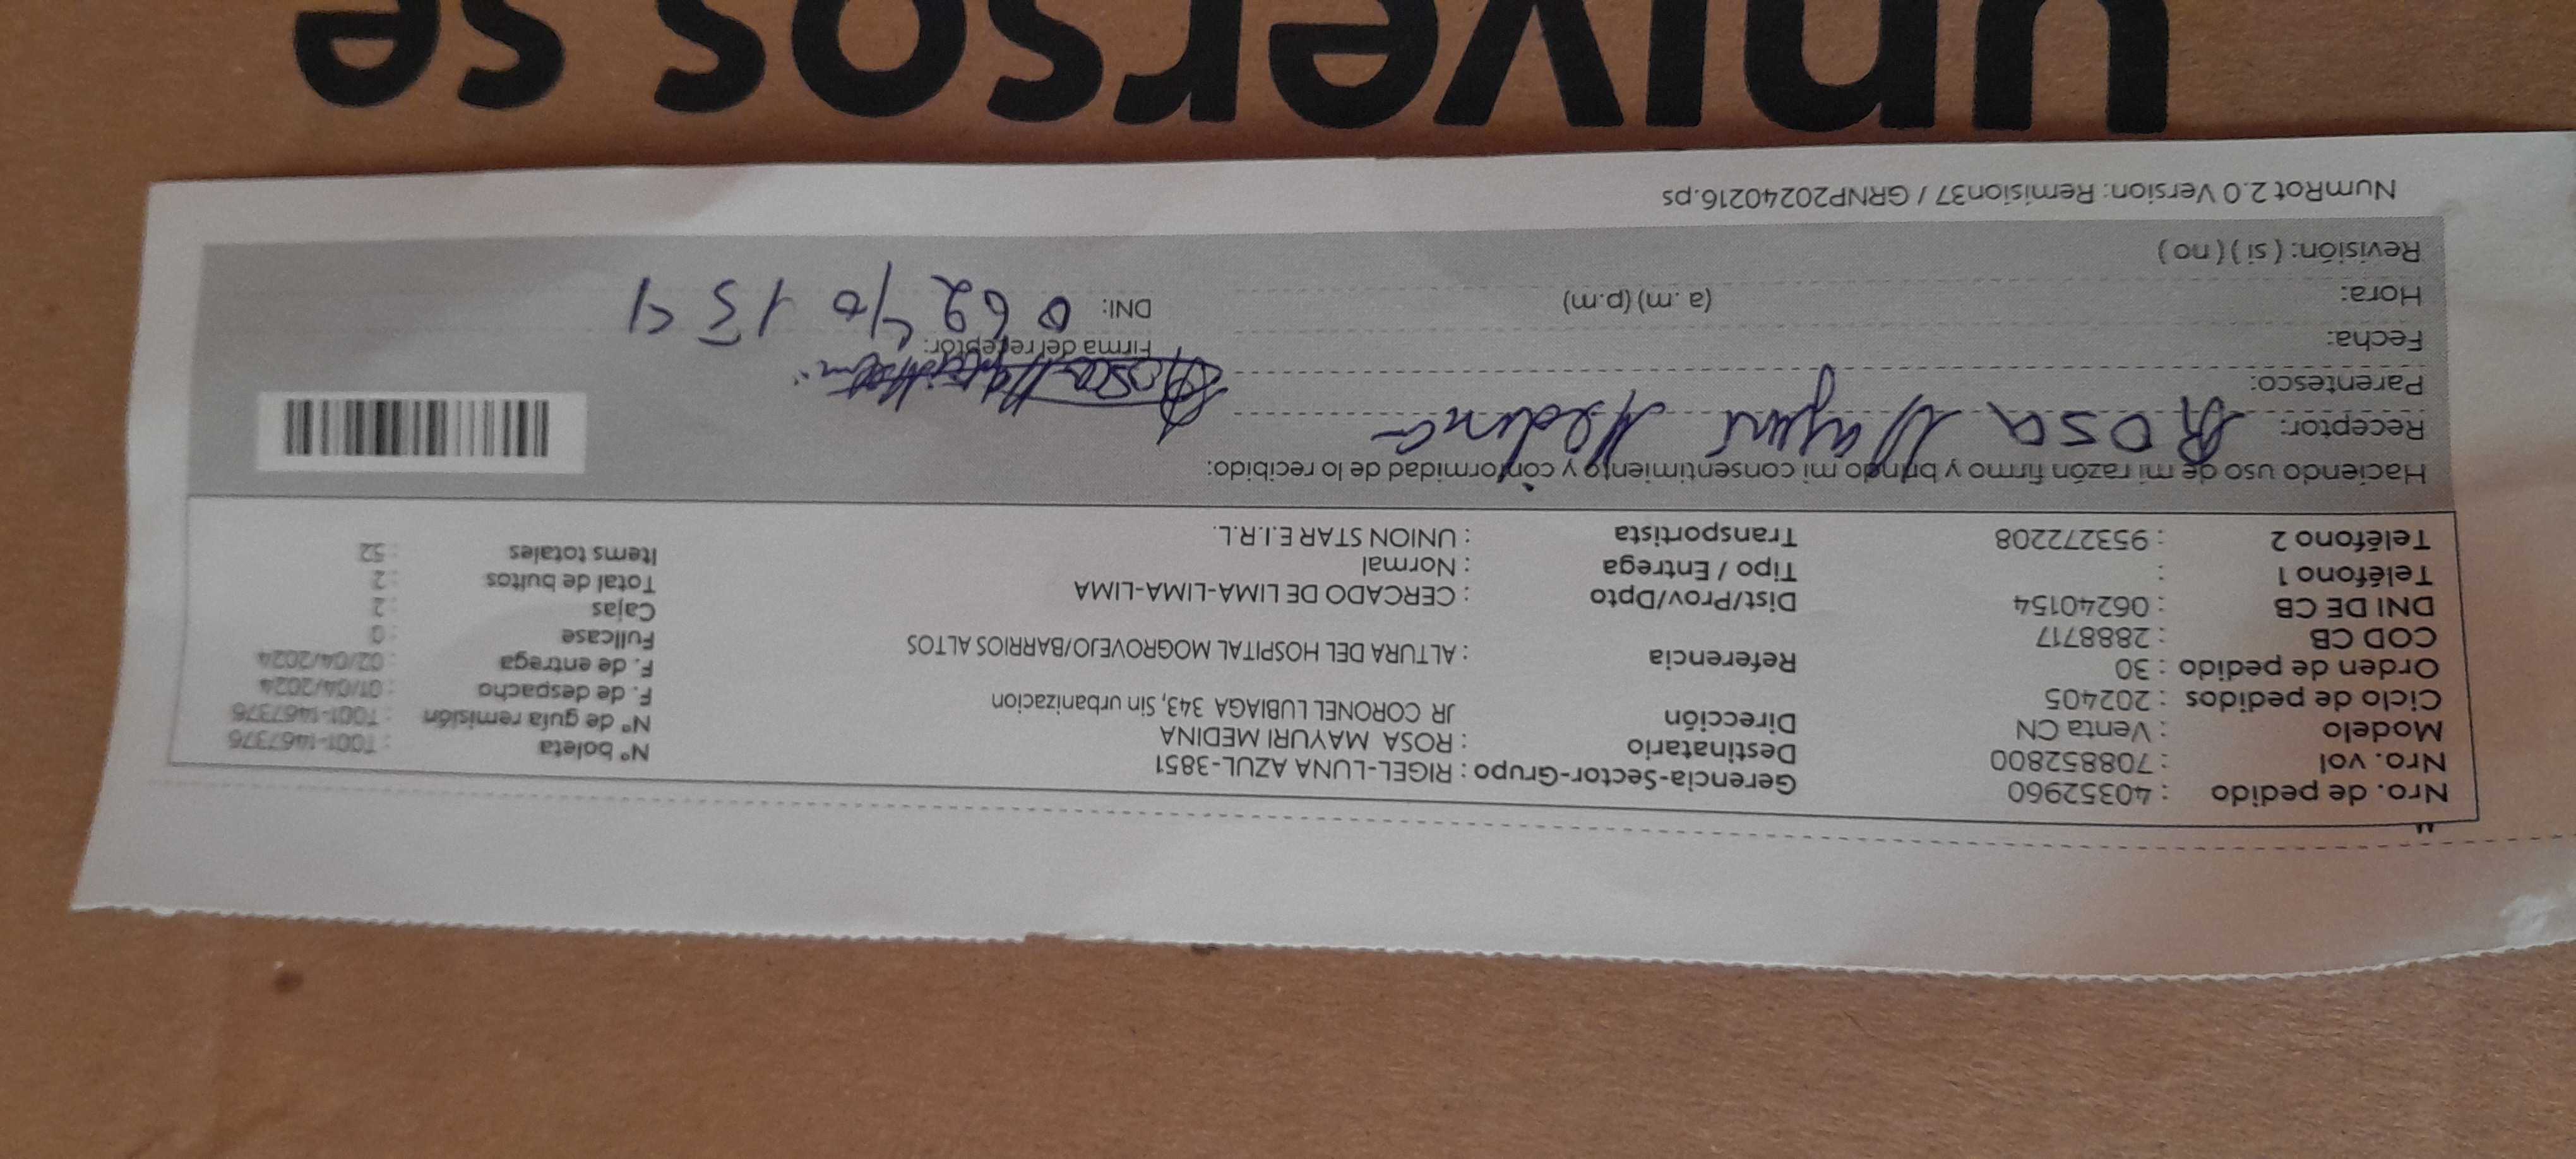 Nro. de pedido : 40352960 Gerencia-Sector-Grupo : RIGEL-LUNA AZUL-3851 N° boleta : T001-1467376
Nro. vol : 708852800 Destinatario : ROSA MAYURI MEDINA N° de guía remisión : T001-1467376
Modelo : Venta CN Dirección JR CORONEL LUBIAGA 343, Sin urbanizacion F. de despacho : 01/04/2024
Ciclo de pedidos : 202405 F. de entrega : 02/04/2024
Orden de pedido : 30 Referencia : ALTURA DEL HOSPITAL MOGROVEJO/BARRIOS ALTOS Fullcase : 0
COD CB : 2888717 Cajas : 2
DNI DE CB : 06240154 Dist/Prov/Dpto : CERCADO DE LIMA-LIMA-LIMA Total de bultos : 2
Teléfono 1 : Tipo / Entrega : Normal Items totales : 52
Teléfono 2 : 953272208 Transportista : UNION STAR E.I.R.L.
Haciendo uso de mi razón firmo y brindo mi consentimiento y conformidad de lo recibido:
Receptor: Rosa Mayuri Medina
Parentesco:
Fecha: Firma del receptor:
Hora: (a .m) (p.m) DNI: 06240154
Revisión: ( si ) ( no )
NumRot 2.0 Version: Remision37 / GRNP20240216.ps
universos se